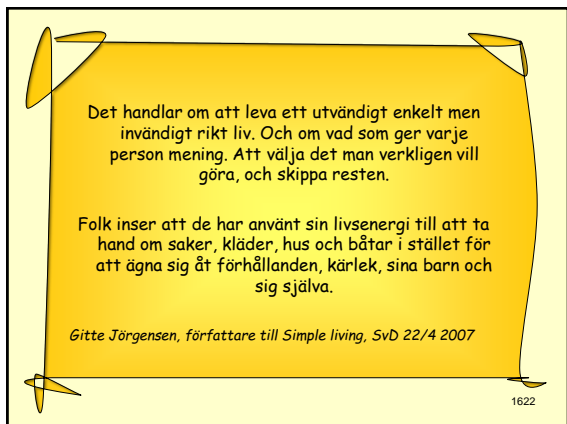 Det handlar om att leva ett utvändigt enkelt men
invändigt rikt liv. Och om vad som ger varje
person mening. Att välja det man verkligen vill
göra, och skippa resten.
Folk inser att de har använt sin livsenergi till att ta
hand om saker, kläder, hus och båtar i stället för
att ägna sig åt förhållanden, kärlek, sina barn och
sig själva.
Gitte Jörgensen, författare till Simple living, SvD 22/4 2007
1622